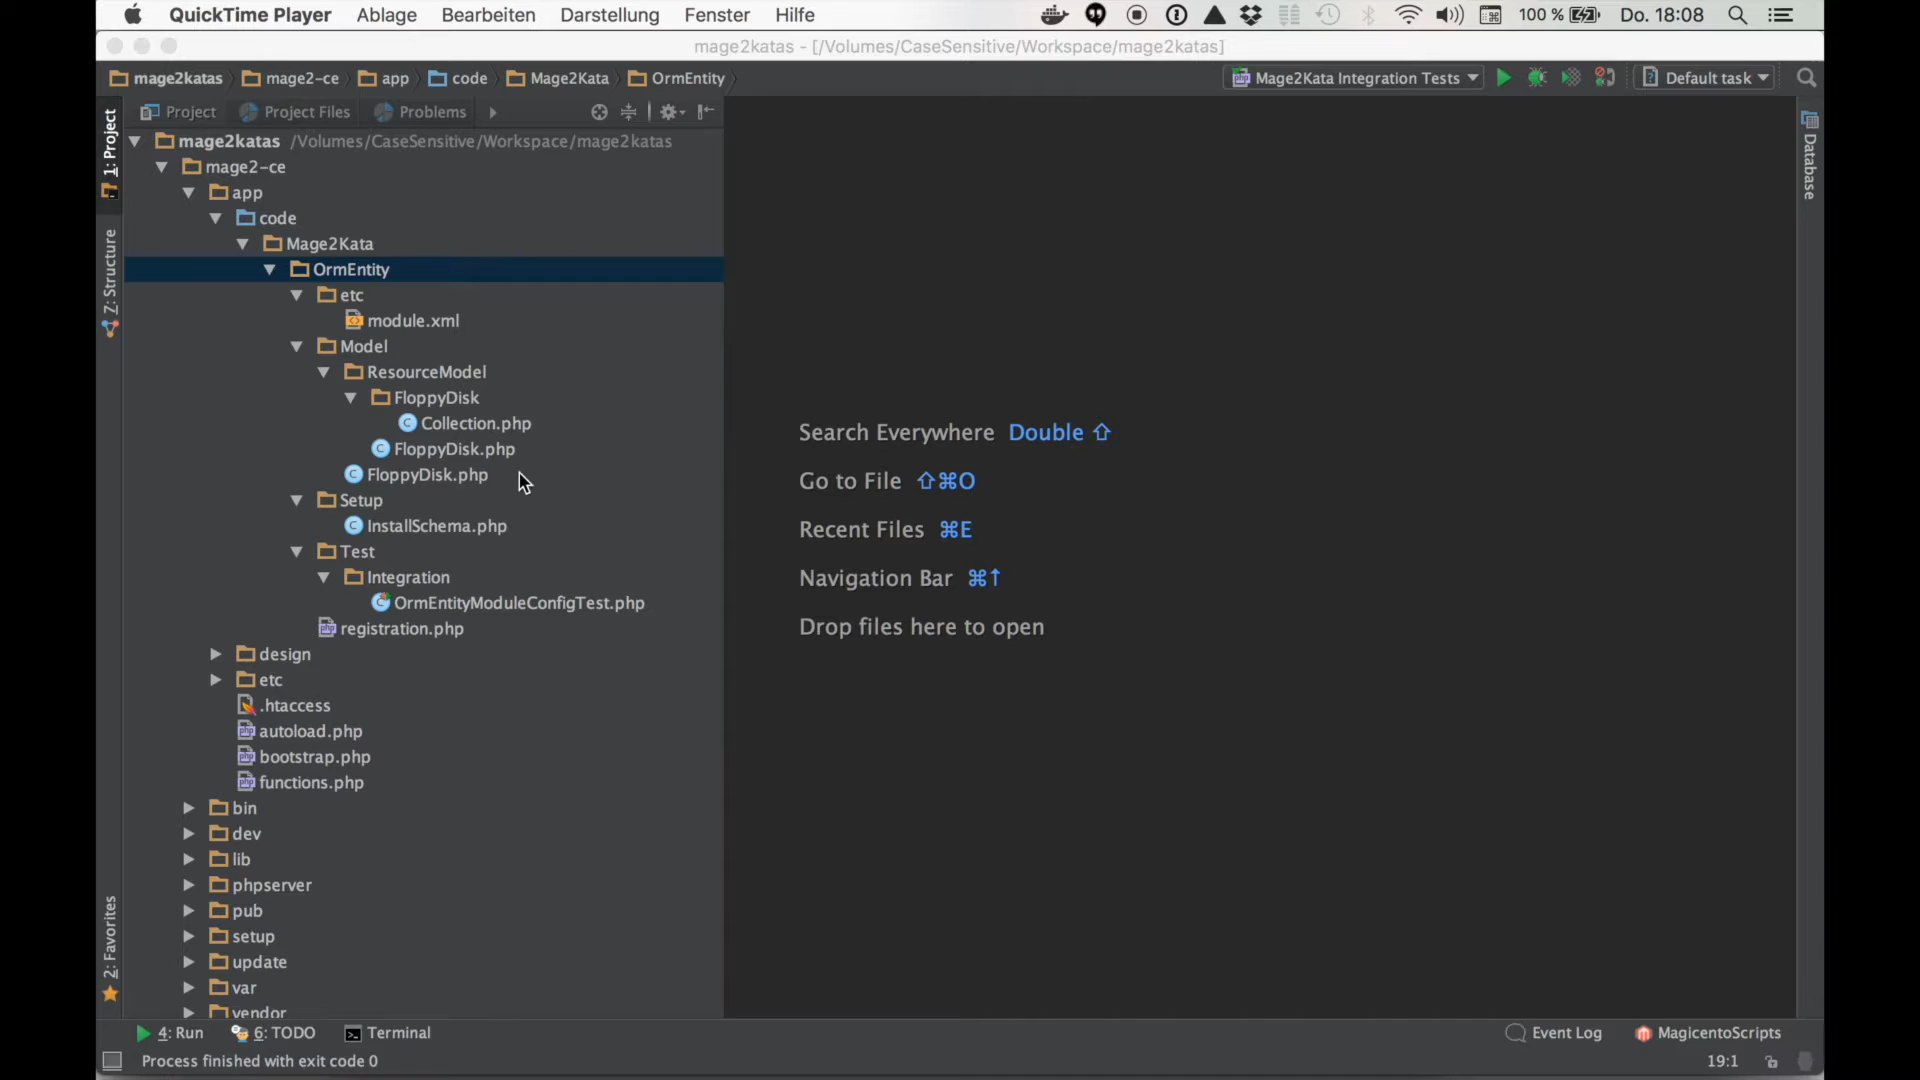 QuickTime Player Ablage Bearbeiten Darstellung Fenster Hilfe 100 % Do. 18:08
mage2katas - [/Volumes/CaseSensitive/Workspace/mage2katas]
mage2katas mage2-ce app code Mage2Kata OrmEntity Mage2Kata Integration Tests Default task
Project Project Files Problems
1: Project
Z: Structure
2: Favorites
Database
mage2katas /Volumes/CaseSensitive/Workspace/mage2katas
mage2-ce
app
code
Mage2Kata
OrmEntity
etc
module.xml
Model
ResourceModel
FloppyDisk
Collection.php
FloppyDisk.php
FloppyDisk.php
Setup
InstallSchema.php
Test
Integration
OrmEntityModuleConfigTest.php
registration.php
design
etc
.htaccess
autoload.php
bootstrap.php
functions.php
bin
dev
lib
phpserver
pub
setup
update
var
vendor
Search Everywhere Double ⇧
Go to File ⇧⌘O
Recent Files ⌘E
Navigation Bar ⌘↑
Drop files here to open
4: Run 6: TODO Terminal Event Log MagicentoScripts
Process finished with exit code 0 19:1